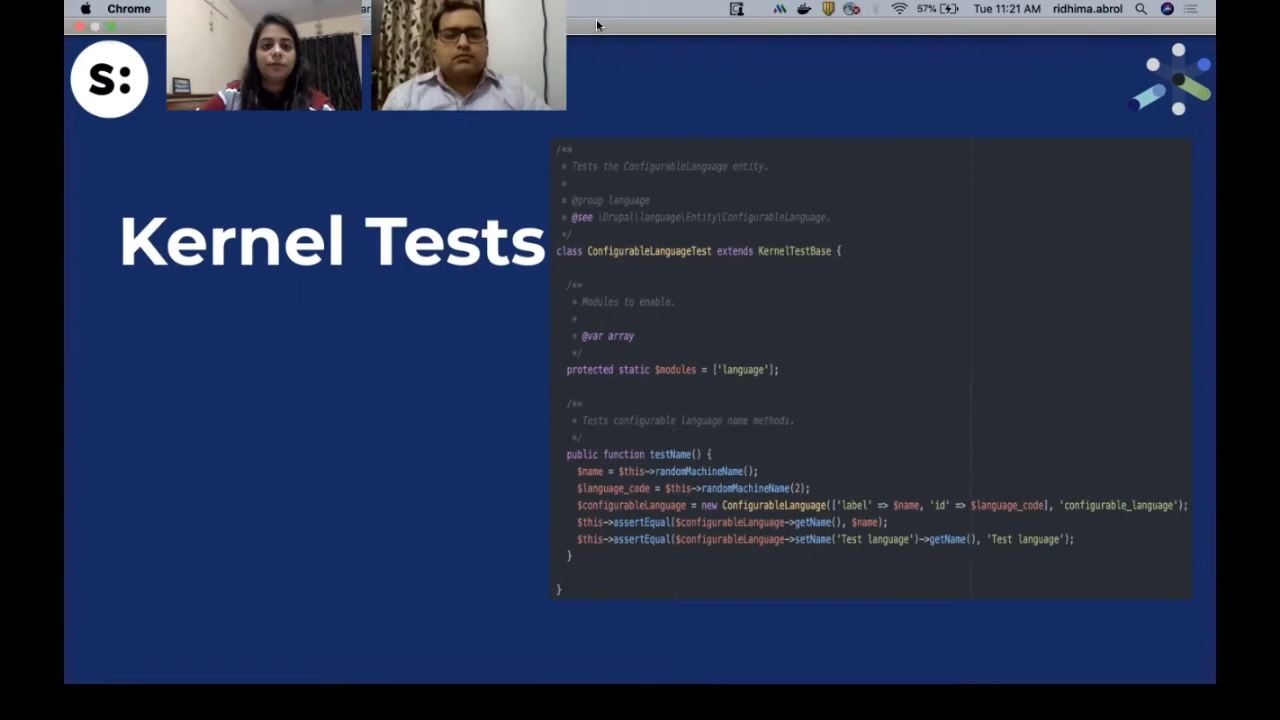 Chrome
57%
Tue 11:21 AM
ridhima.abrol
S:
Kernel Tests
/**
* Tests the ConfigurableLanguage entity.
*
* @group language
* @see \Drupal\language\Entity\ConfigurableLanguage.
*/
class ConfigurableLanguageTest extends KernelTestBase {
/**
* Modules to enable.
*
* @var array
*/
protected static $modules = ['language'];
/**
* Tests configurable language name methods.
*/
public function testName() {
$name = $this->randomMachineName();
$language_code = $this->randomMachineName(2);
$configurableLanguage = new ConfigurableLanguage(['label' => $name, 'id' => $language_code], 'configurable_language');
$this->assertEqual($configurableLanguage->getName(), $name);
$this->assertEqual($configurableLanguage->setName('Test language')->getName(), 'Test language');
}
}